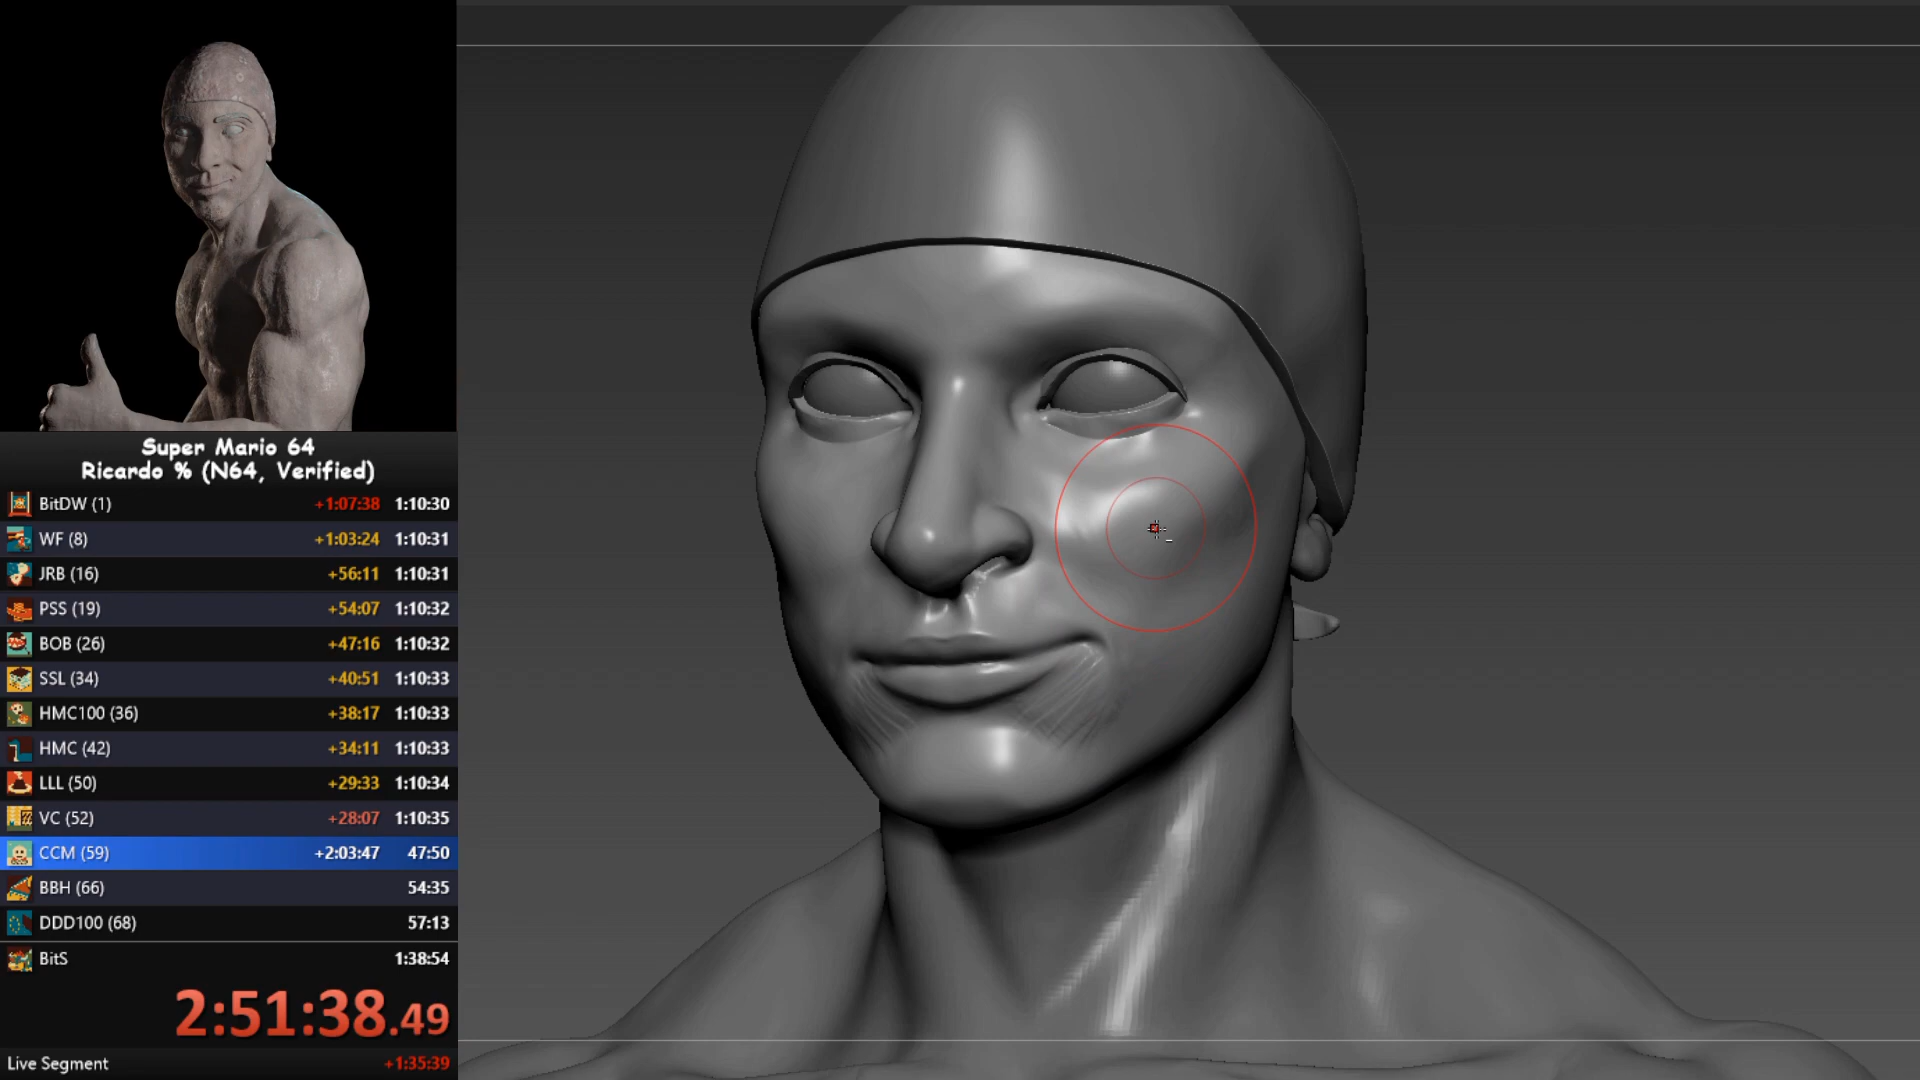 Super Mario 64
Ricardo % (N64, Verified)
BitDW (1) +1:07:38 1:10:30
WF (8) +1:03:24 1:10:31
JRB (16) +56:11 1:10:31
PSS (19) +54:07 1:10:32
BOB (26) +47:16 1:10:32
SSL (34) +40:51 1:10:33
HMC100 (36) +38:17 1:10:33
HMC (42) +34:11 1:10:33
LLL (50) +29:33 1:10:34
VC (52) +28:07 1:10:35
CCM (59) +2:03:47 47:50
BBH (66) 54:35
DDD100 (68) 57:13
BitS 1:38:54
2:51:38.49
Live Segment +1:35:39